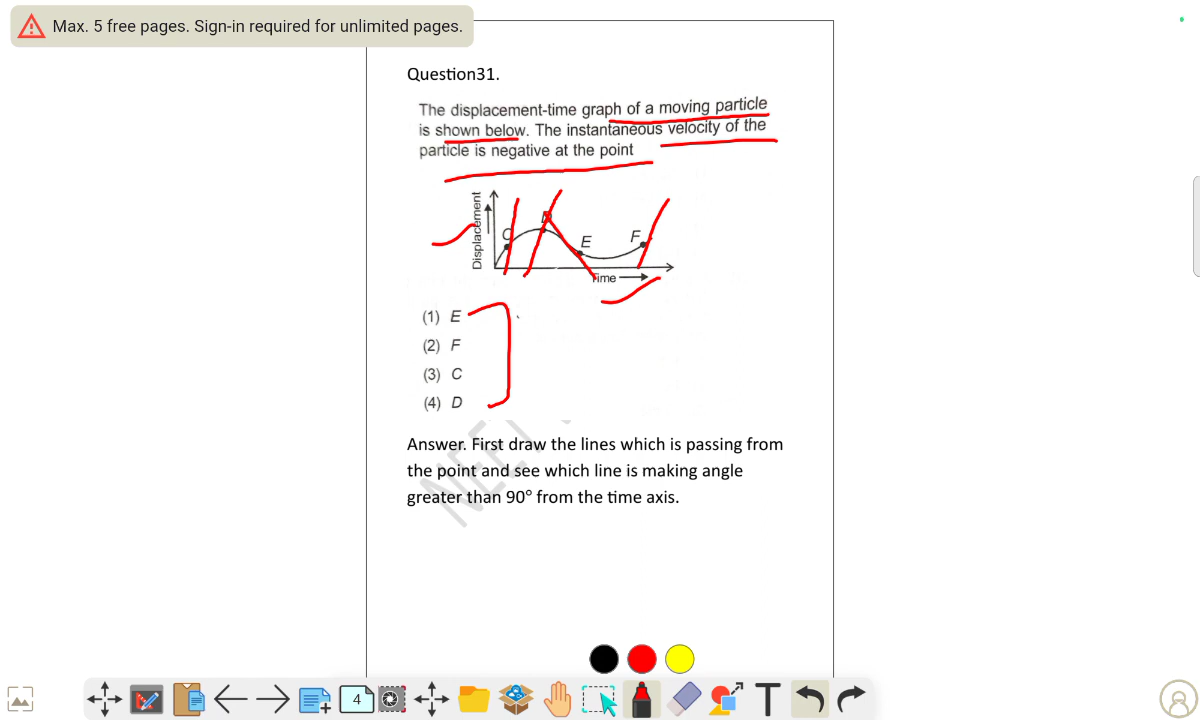 Max. 5 free pages. Sign-in required for unlimited pages.
Question31.
The displacement-time graph of a moving particle
is shown below. The instantaneous velocity of the
particle is negative at the point
Displacement
C
D
E
F
Time
(1) E
(2) F
(3) C
(4) D
NEET
Answer. First draw the lines which is passing from
the point and see which line is making angle
greater than 90° from the time axis.
4
T